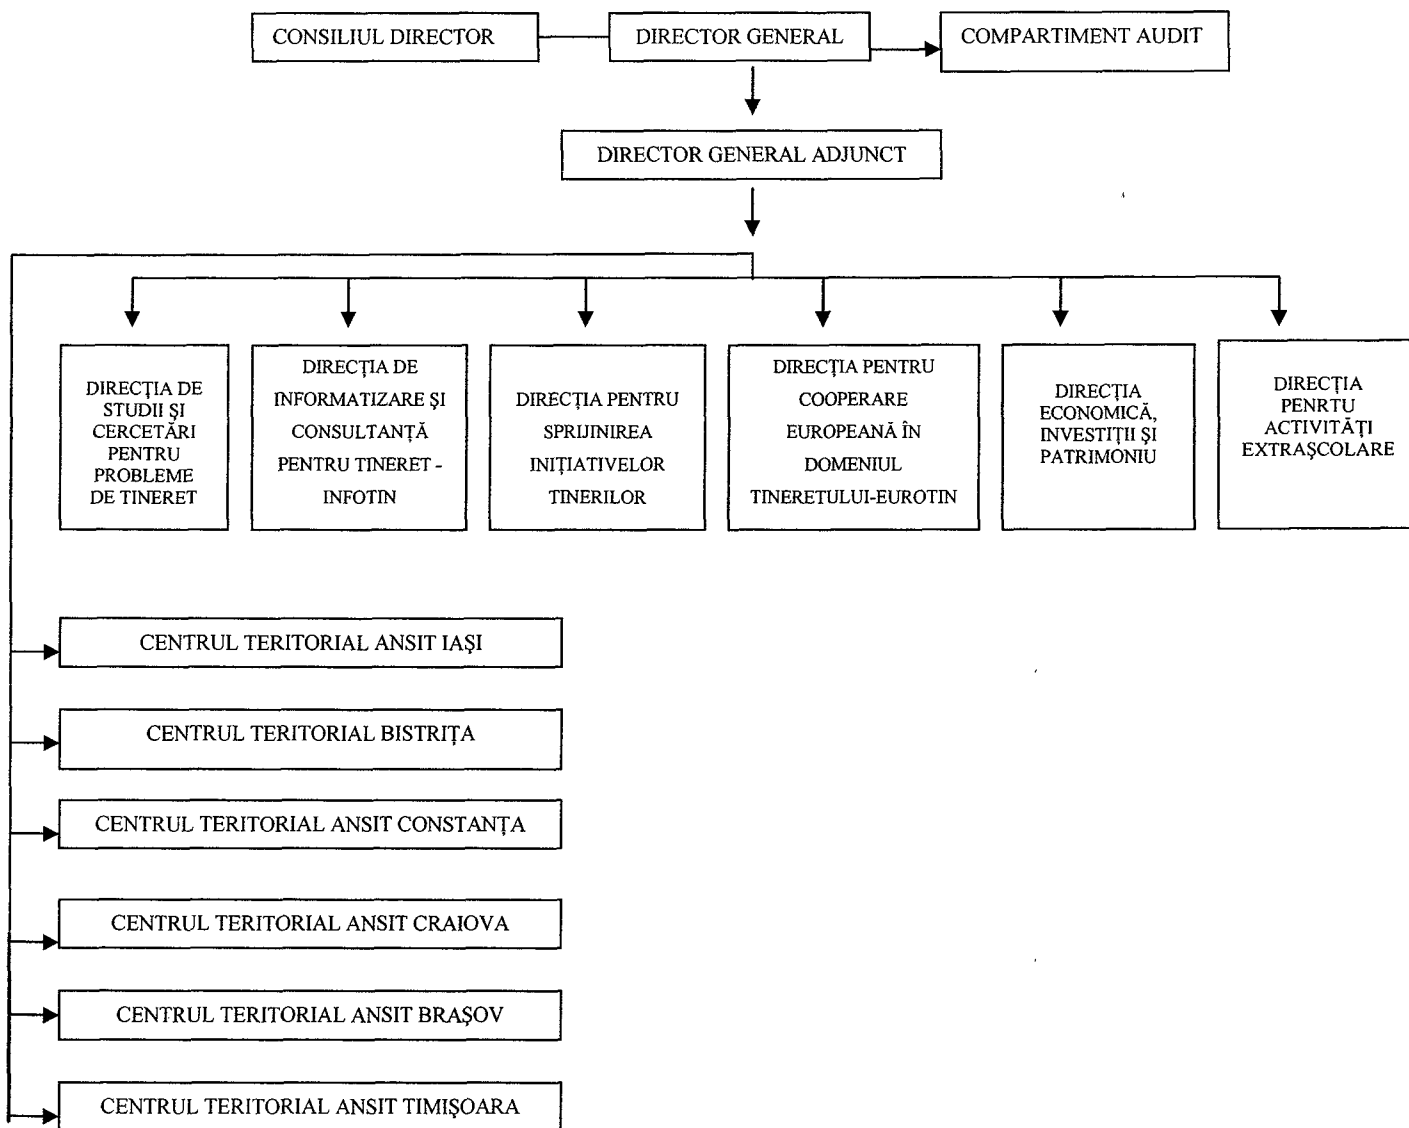 CONSILIUL DIRECTOR
DIRECTOR GENERAL
COMPARTIMENT AUDIT
DIRECTOR GENERAL ADJUNCT
DIRECŢIA DE
STUDII ŞI
CERCETĂRI
PENTRU
PROBLEME
DE TINERET
DIRECŢIA DE
INFORMATIZARE ŞI
CONSULTANŢĂ
PENTRU TINERET -
INFOTIN
DIRECŢIA PENTRU
SPRIJINIREA
INIŢIATIVELOR
TINERILOR
DIRECŢIA PENTRU
COOPERARE
EUROPEANĂ ÎN
DOMENIUL
TINERETULUI-EUROTIN
DIRECŢIA
ECONOMICĂ,
INVESTIŢII ŞI
PATRIMONIU
DIRECŢIA
PENRTU
ACTIVITĂŢI
EXTRAŞCOLARE
CENTRUL TERITORIAL ANSIT IAŞI
CENTRUL TERITORIAL BISTRIŢA
CENTRUL TERITORIAL ANSIT CONSTANŢA
CENTRUL TERITORIAL ANSIT CRAIOVA
CENTRUL TERITORIAL ANSIT BRAŞOV
CENTRUL TERITORIAL ANSIT TIMIŞOARA